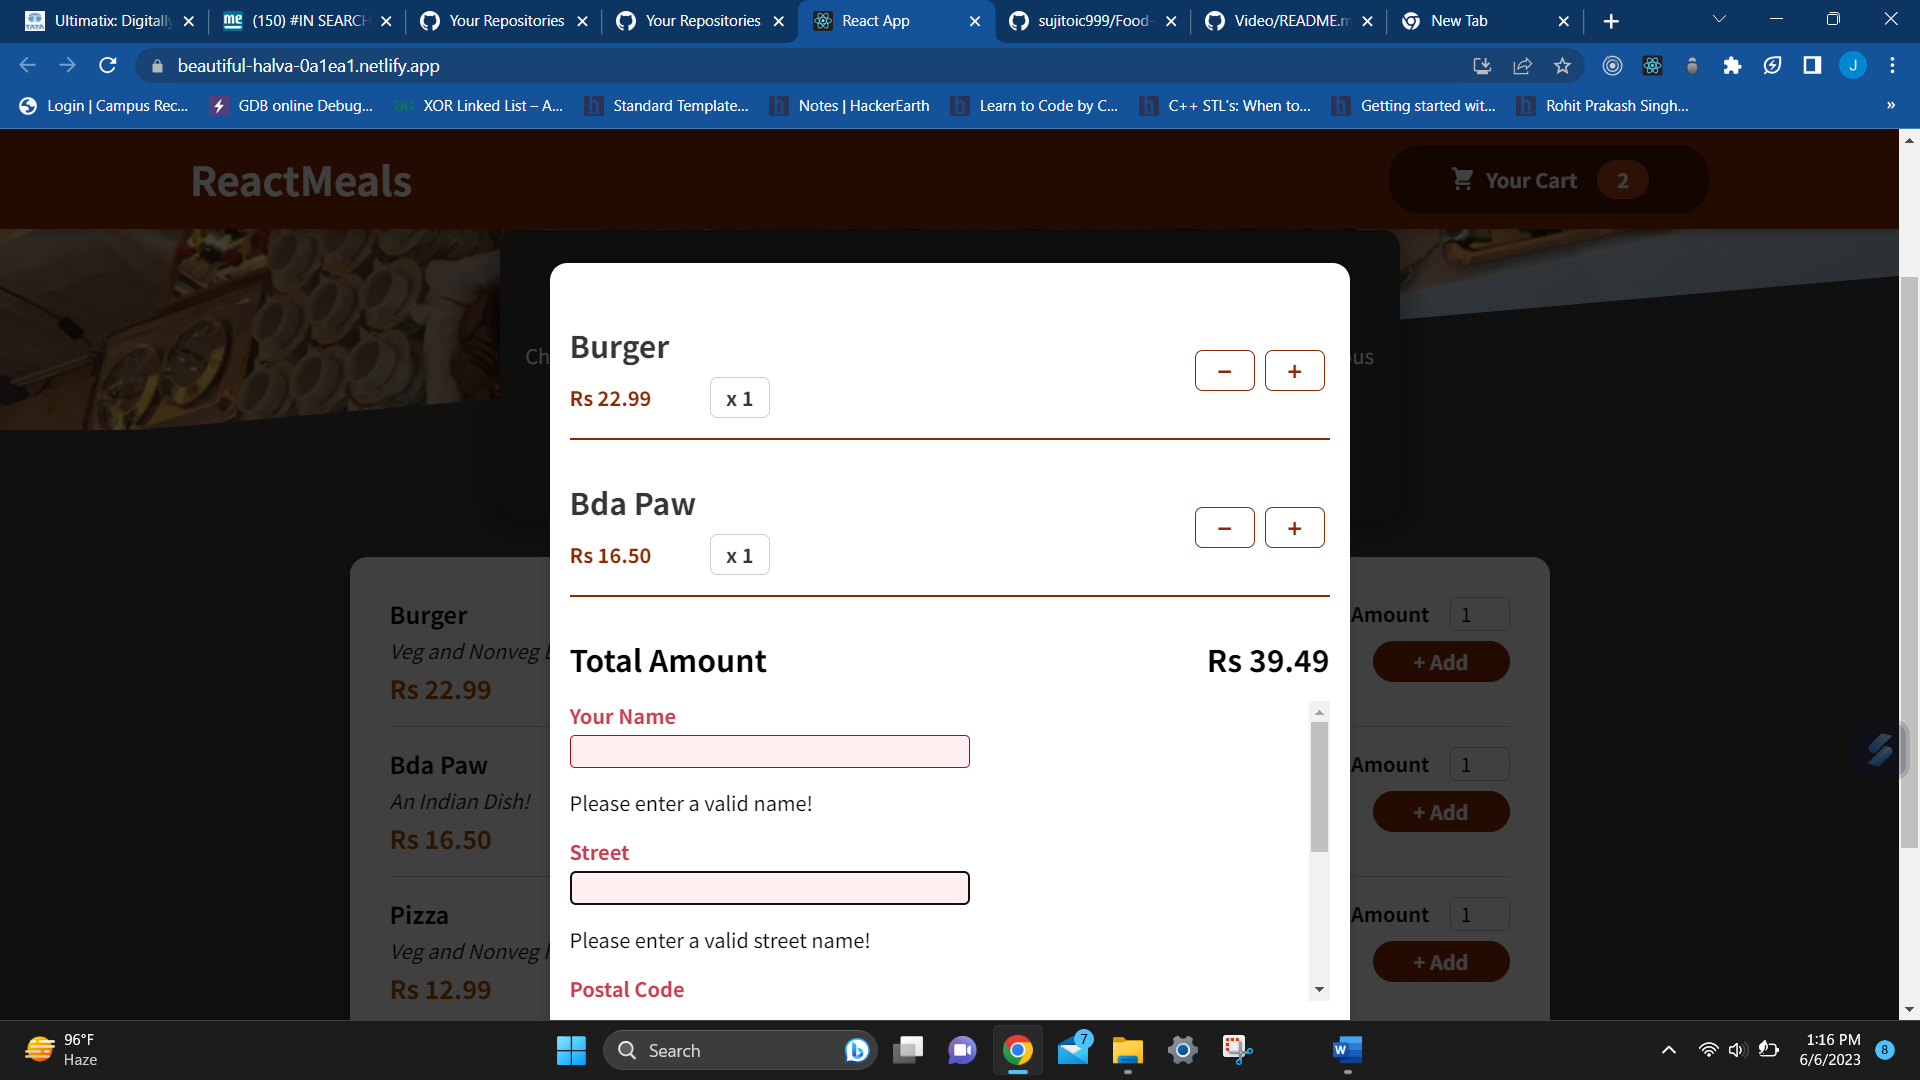 Ultimatix: Digitally
(150) #IN SEARCH
Your Repositories
Your Repositories
React App
sujitoic999/Food-
Video/README.m
New Tab
beautiful-halva-0a1ea1.netlify.app
J
Login | Campus Rec...
GDB online Debug...
XOR Linked List – A...
Standard Template...
Notes | HackerEarth
Learn to Code by C...
C++ STL's: When to...
Getting started wit...
Rohit Prakash Singh...
»
ReactMeals
Your Cart 2
Burger
Ch
ous
Rs 22.99 x 1
− +
Bda Paw
Rs 16.50 x 1
− +
Total Amount Rs 39.49
Your Name
Please enter a valid name!
Street
Please enter a valid street name!
Postal Code
Burger
Veg and Nonveg
Rs 22.99
Amount 1
+ Add
Bda Paw
An Indian Dish!
Rs 16.50
Amount 1
+ Add
Pizza
Veg and Nonveg
Rs 12.99
Amount 1
+ Add
96°F
Haze
Search
7
1:16 PM
6/6/2023
8